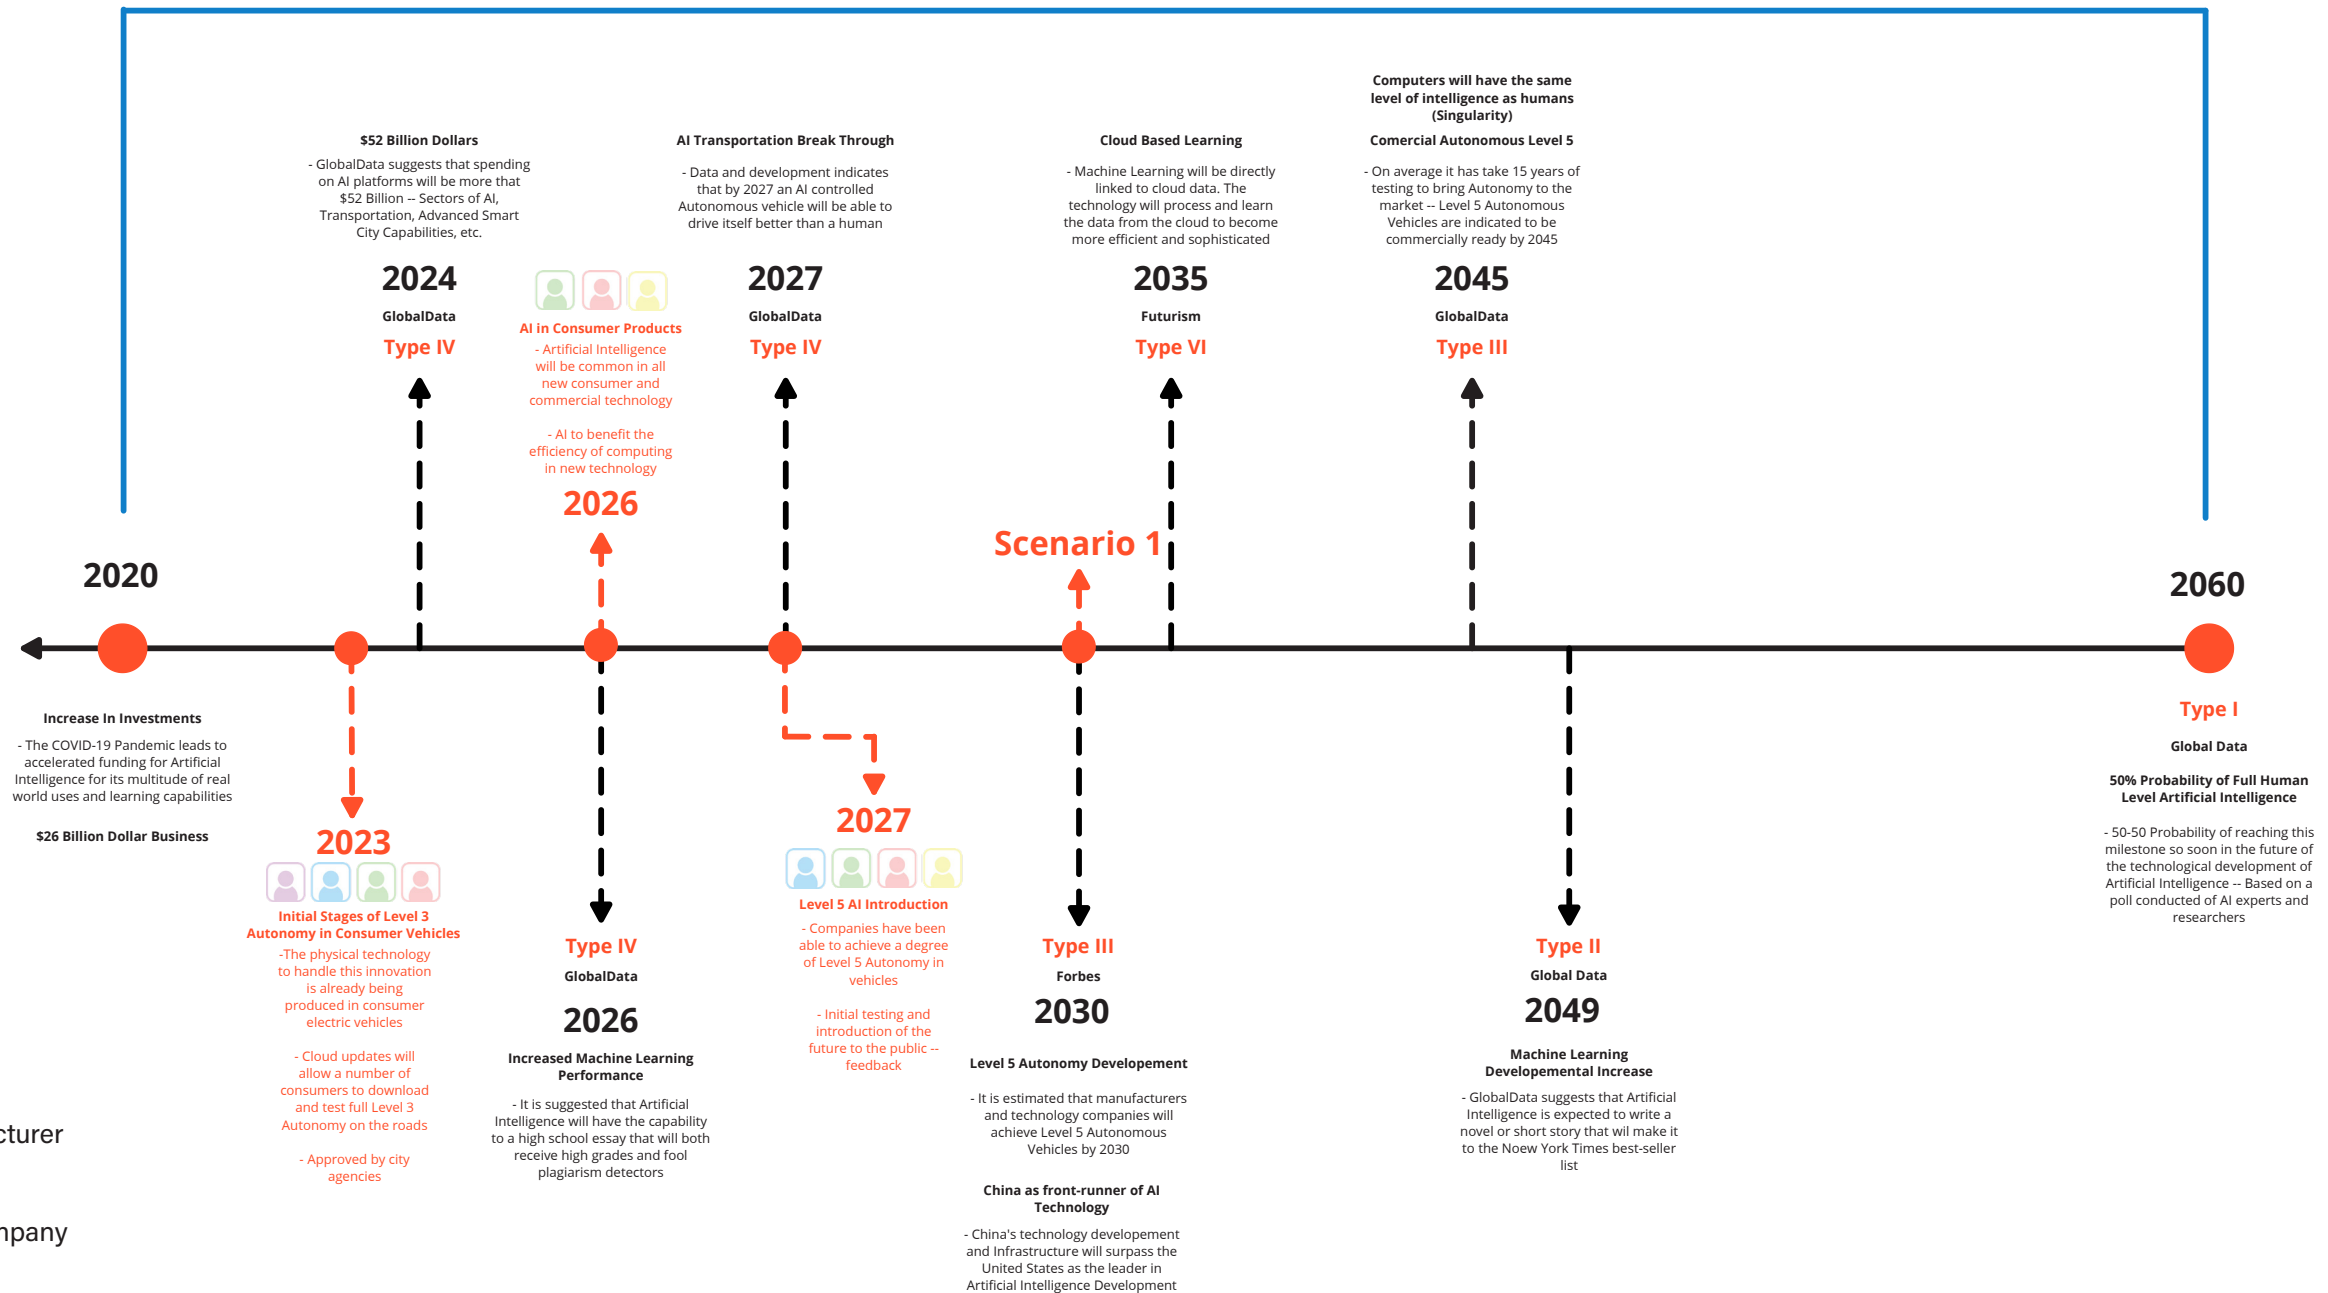 Computers will have the same
level of intelligence as humans
(Singularity)
$52 Billion Dollars
- GlobalData suggests that spending
on AI platforms will be more that
$52 Billion -- Sectors of AI,
Transportation, Advanced Smart
City Capabilities, etc.
2024
GlobalData
Type IV
AI in Consumer Products
- Artificial Intelligence
will be common in all
new consumer and
commercial technology
- AI to benefit the
efficiency of computing
in new technology
2026
AI Transportation Break Through
- Data and development indicates
that by 2027 an AI controlled
Autonomous vehicle will be able to
drive itself better than a human
2027
GlobalData
Type IV
Cloud Based Learning
- Machine Learning will be directly
linked to cloud data. The
technology will process and learn
the data from the cloud to become
more efficient and sophisticated
2035
Futurism
Type VI
Comercial Autonomous Level 5
- On average it has take 15 years of
testing to bring Autonomy to the
market -- Level 5 Autonomous
Vehicles are indicated to be
commercially ready by 2045
2045
GlobalData
Type III
Scenario 1
2020
2060
Increase In Investments
- The COVID-19 Pandemic leads to
accelerated funding for Artificial
Intelligence for its multitude of real
world uses and learning capabilities
$26 Billion Dollar Business
2023
Initial Stages of Level 3
Autonomy in Consumer Vehicles
-The physical technology
to handle this innovation
is already being
produced in consumer
electric vehicles
- Cloud updates will
allow a number of
consumers to download
and test full Level 3
Autonomy on the roads
- Approved by city
agencies
Type IV
GlobalData
2026
Increased Machine Learning
Performance
- It is suggested that Artificial
Intelligence will have the capability
to a high school essay that will both
receive high grades and fool
plagiarism detectors
2027
Level 5 AI Introduction
- Companies have been
able to achieve a degree
of Level 5 Autonomy in
vehicles
- Initial testing and
introduction of the
future to the public --
feedback
Type III
Forbes
2030
Level 5 Autonomy Developement
- It is estimated that manufacturers
and technology companies will
achieve Level 5 Autonomous
Vehicles by 2030
China as front-runner of AI
Technology
- China's technology developement
and Infrastructure will surpass the
United States as the leader in
Artificial Intelligence Development
Type II
Global Data
2049
Machine Learning
Developemental Increase
- GlobalData suggests that Artificial
Intelligence is expected to write a
novel or short story that wil make it
to the Noew York Times best-seller
list
Type I
Global Data
50% Probability of Full Human
Level Artificial Intelligence
- 50-50 Probability of reaching this
milestone so soon in the future of
the technological development of
Artificial Intelligence -- Based on a
poll conducted of AI experts and
researchers
cturer
mpany